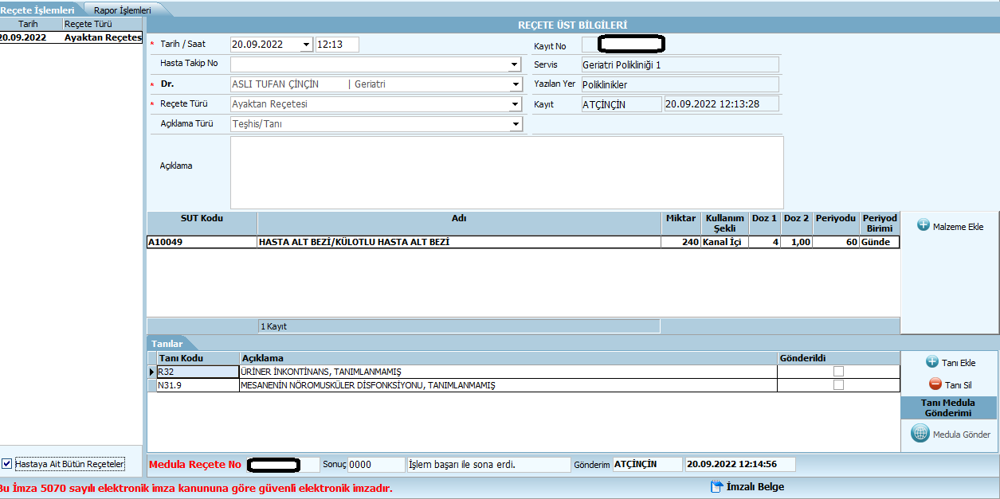 Reçete İşlemleri
Rapor İşlemleri
Tarih
Reçete Türü
20.09.2022
Ayaktan Reçetes
REÇETE ÜST BİLGİLERİ
* Tarih / Saat
20.09.2022
12:13
Kayıt No
Hasta Takip No
Servis
Geriatri Polikliniği 1
* Dr.
ASLI TUFAN ÇİNÇİN | Geriatri
Yazılan Yer
Poliklinikler
* Reçete Türü
Ayaktan Reçetesi
Kayıt
ATÇİNÇİN
20.09.2022 12:13:28
Açıklama Türü
Teşhis/Tanı
Açıklama
SUT Kodu
Adı
Miktar
Kullanım
Şekli
Doz 1
Doz 2
Periyodu
Periyod
Birimi
A10049
HASTA ALT BEZİ/KÜLOTLU HASTA ALT BEZİ
240
Kanal İçi
4
1,00
60
Günde
Malzeme Ekle
1 Kayıt
Tanılar
Tanı Kodu
Açıklama
Gönderildi
R32
ÜRİNER İNKONTİNANS, TANIMLANMAMIŞ
N31.9
MESANENİN NÖROMUSKÜLER DİSFONKSİYONU, TANIMLANMAMIŞ
Tanı Ekle
Tanı Sil
Tanı Medula
Gönderimi
Medula Gönder
Hastaya Ait Bütün Reçeteler
Medula Reçete No
Sonuç
0000
İşlem başarı ile sona erdi.
Gönderim
ATÇİNÇİN
20.09.2022 12:14:56
Bu İmza 5070 sayılı elektronik imza kanununa göre güvenli elektronik imzadır.
İmzalı Belge